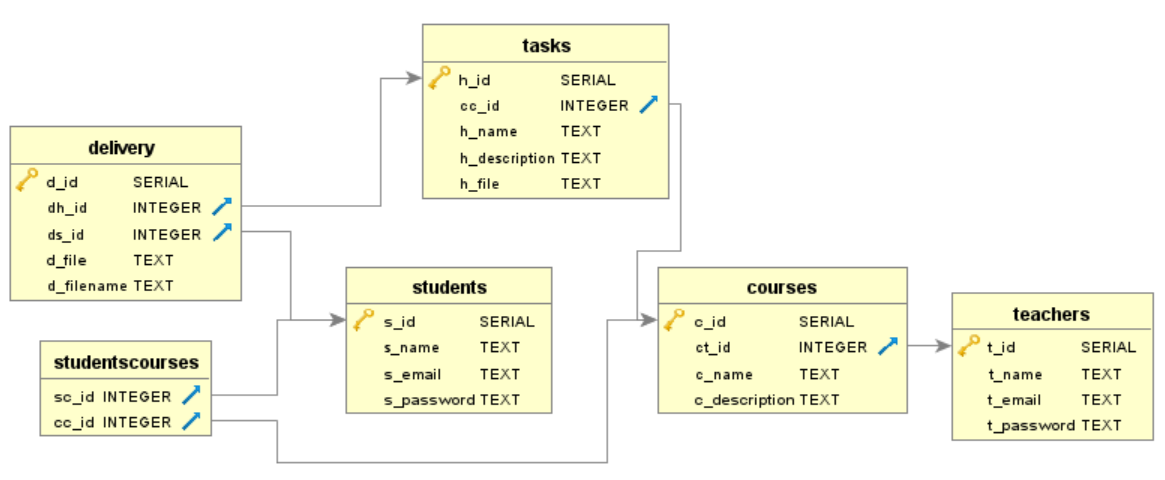 tasks
h_id SERIAL
cc_id INTEGER
h_name TEXT
h_description TEXT
h_file TEXT
delivery
d_id SERIAL
dh_id INTEGER
ds_id INTEGER
d_file TEXT
d_filename TEXT
students
s_id SERIAL
s_name TEXT
s_email TEXT
s_password TEXT
courses
c_id SERIAL
ct_id INTEGER
c_name TEXT
c_description TEXT
teachers
t_id SERIAL
t_name TEXT
t_email TEXT
t_password TEXT
studentscourses
sc_id INTEGER
cc_id INTEGER